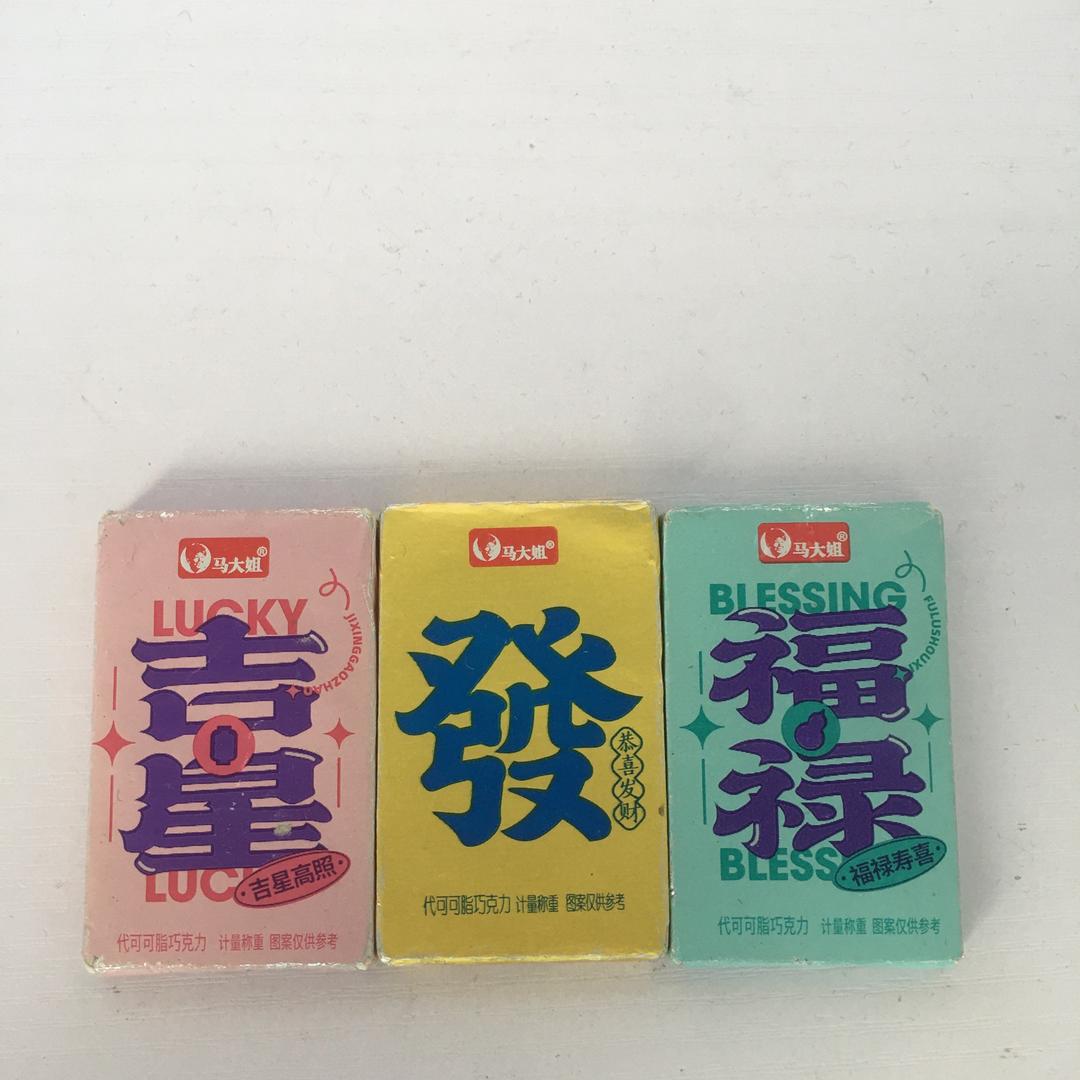 马大姐®
LUCKY
吉
星
JIXINGGAOZHAO
吉星高照
代可可脂巧克力 计量称重 图案仅供参考
马大姐®
發
恭喜发财
代可可脂巧克力 计量称重 图案仅供参考
马大姐®
BLESSING
福
禄
福禄寿喜
代可可脂巧克力 计量称重 图案仅供参考